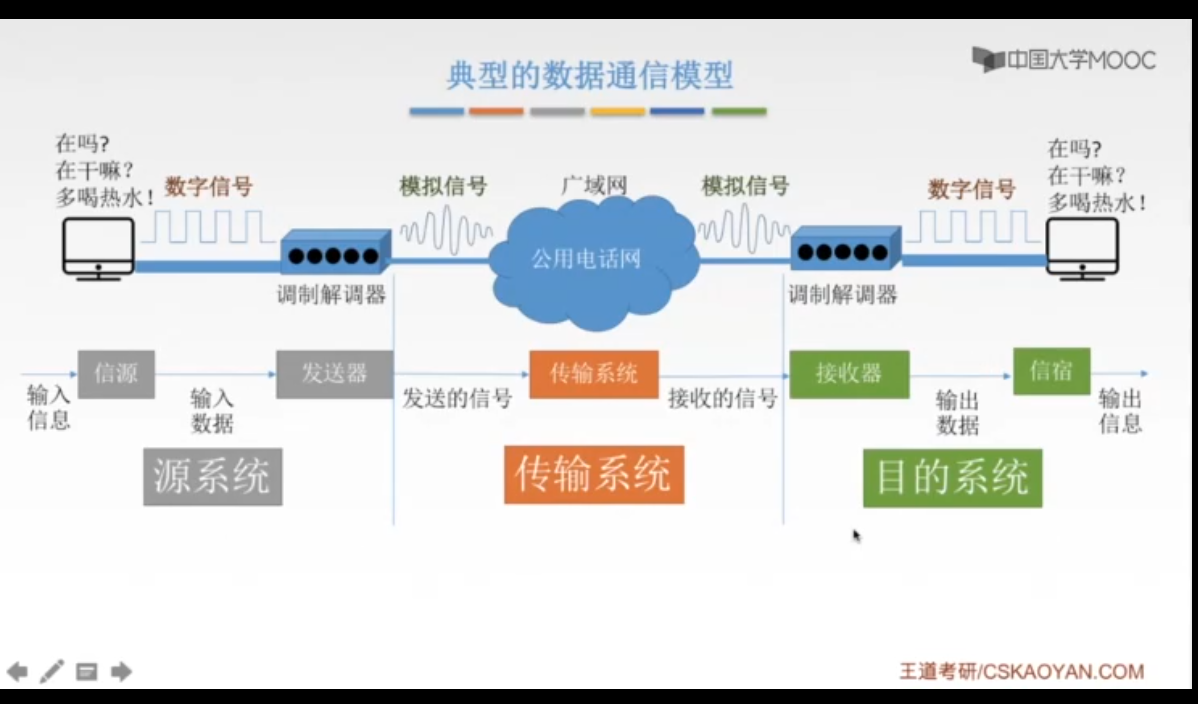 中国大学MOOC
典型的数据通信模型
在吗?
在干嘛?
多喝热水!
数字信号
模拟信号
广域网
模拟信号
数字信号
在吗?
在干嘛?
多喝热水!
公用电话网
调制解调器
调制解调器
信源
发送器
传输系统
接收器
信宿
输入
信息
输入
数据
发送的信号
接收的信号
输出
数据
输出
信息
源系统
传输系统
目的系统
王道考研/CSKAOYAN.COM